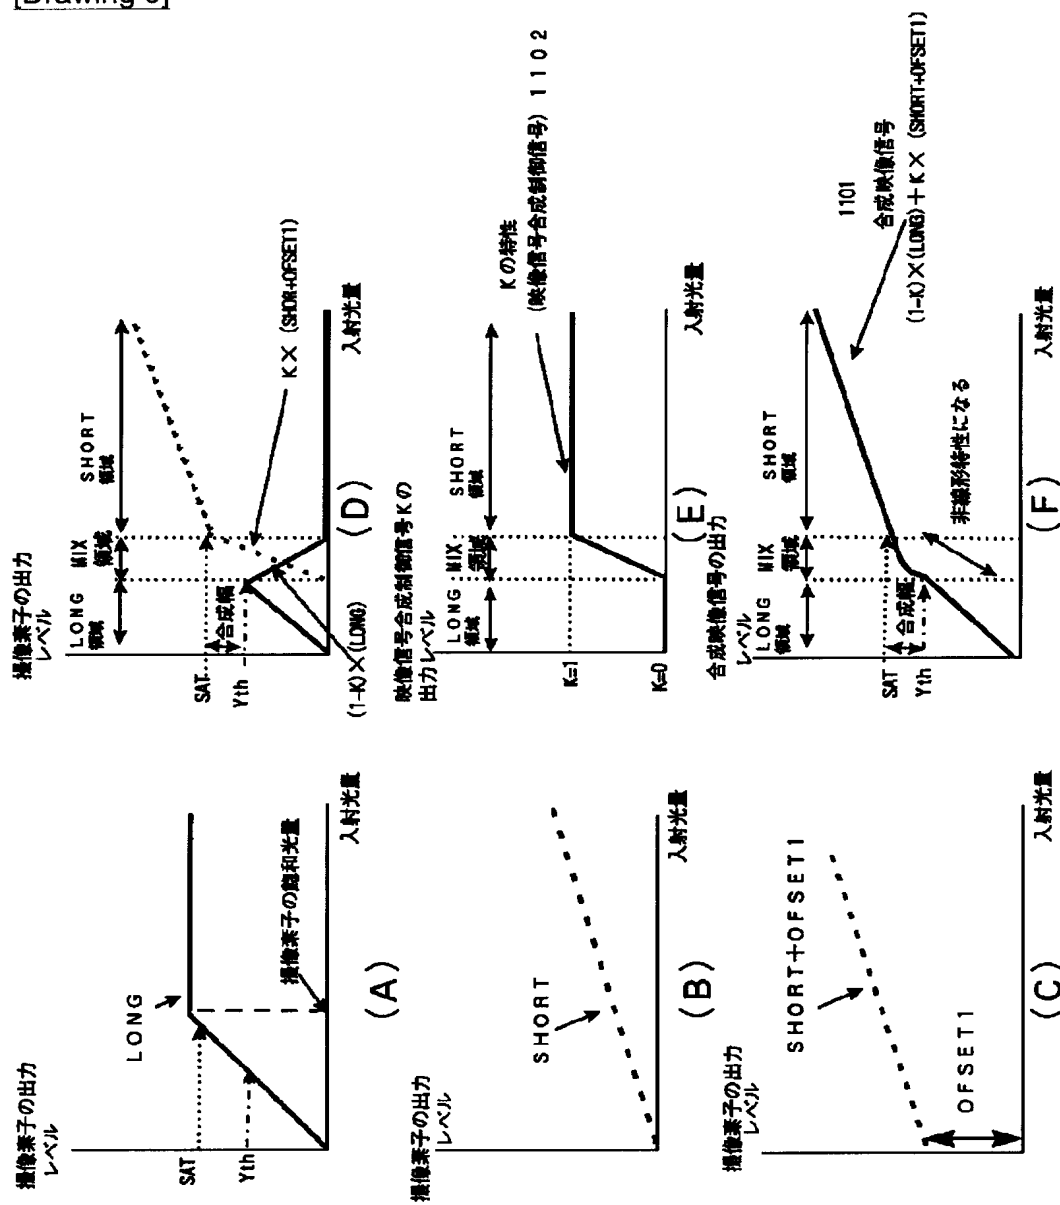 撮像素子の出力
レベル
LONG
SAT
Yth
撮像素子の飽和光量
入射光量
(A)
撮像素子の出力
レベル
SHORT
入射光量
(B)
撮像素子の出力
レベル
SHORT+OFSET1
OFSET1
入射光量
(C)
撮像素子の出力
レベル
LONG
領域
MIX
領域
SHORT
領域
SAT
合成幅
Yth
K×(SHOR+OFSET1)
(1-K)×(LONG)
入射光量
(D)
映像信号合成制御信号Kの
出力レベル
LONG
領域
MIX
領域
SHORT
領域
Kの特性
(映像信号合成制御信号) 1102
K=1
K=0
入射光量
(E)
合成映像信号の出力
レベル
LONG
領域
MIX
領域
SHORT
領域
SAT
合成幅
Yth
1101
合成映像信号
(1-K)×(LONG)+K×(SHORT+OFSET1)
非線形特性になる
入射光量
(F)